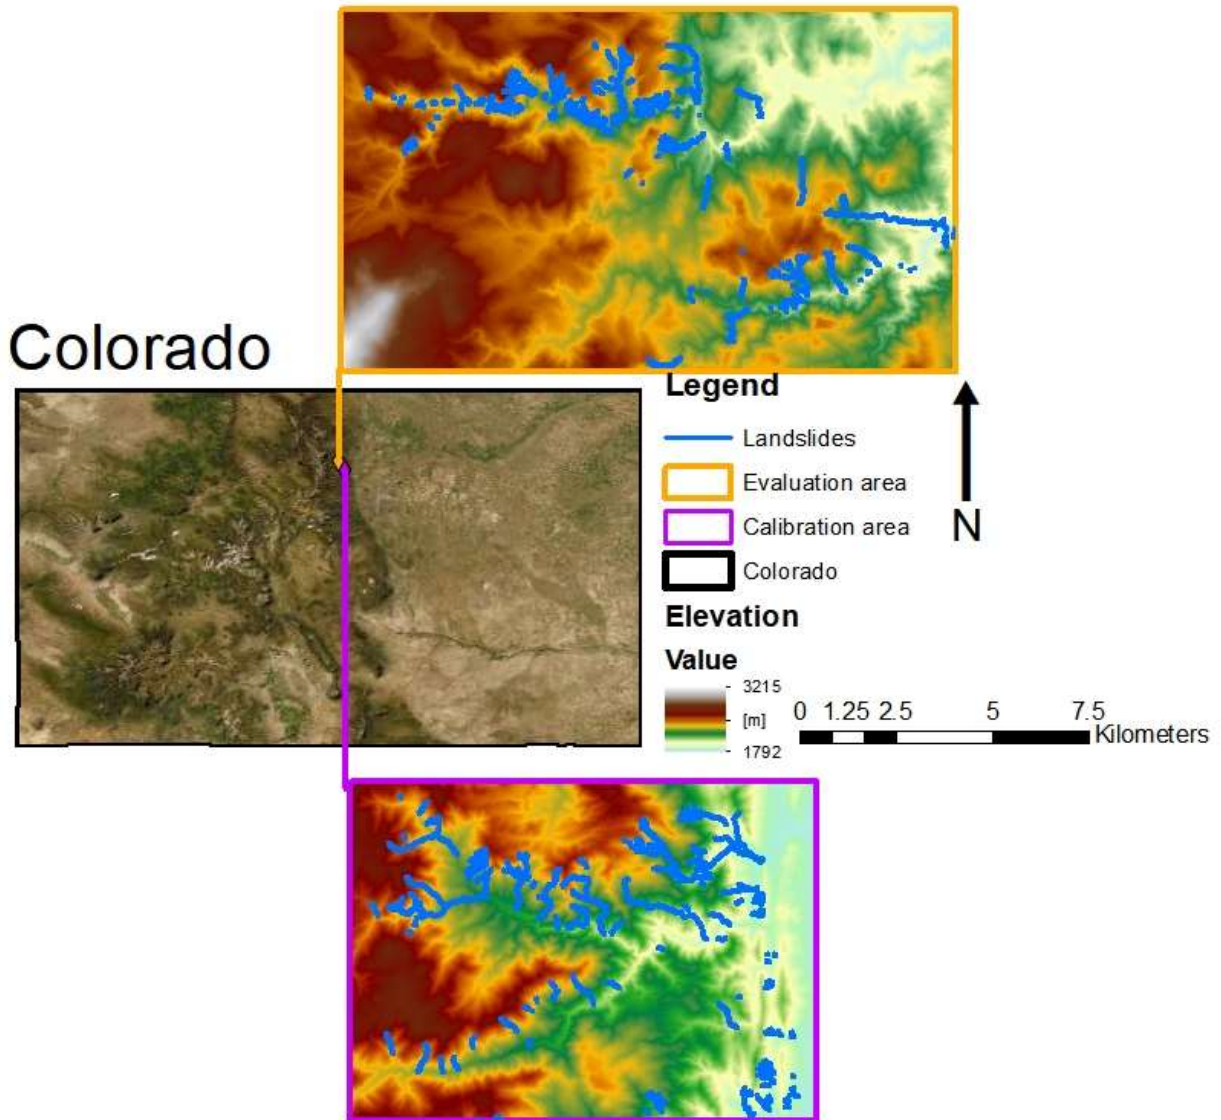 Colorado
Legend
Landslides
Evaluation area
Calibration area
Colorado
N
Elevation
Value
3215
[m]
1792
0 1.25 2.5 5 7.5
Kilometers